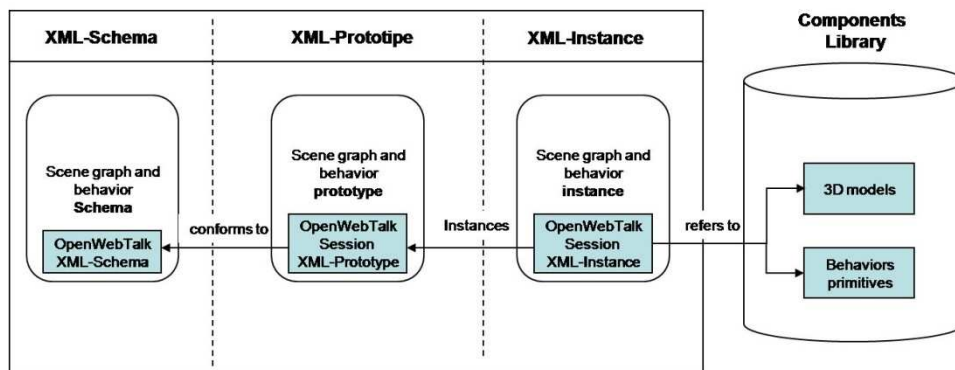 XML-Schema
XML-Prototipe
XML-Instance
Components
Library
Scene graph and
behavior
Schema
OpenWebTalk
XML-Schema
conforms to
Scene graph and
behavior
prototype
OpenWebTalk
Session
XML-Prototype
Instances
Scene graph and
behavior
instance
OpenWebTalk
Session
XML-Instance
refers to
3D models
Behaviors
primitives